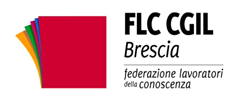 FLC CGIL
Brescia
federazione lavoratori
della conoscenza